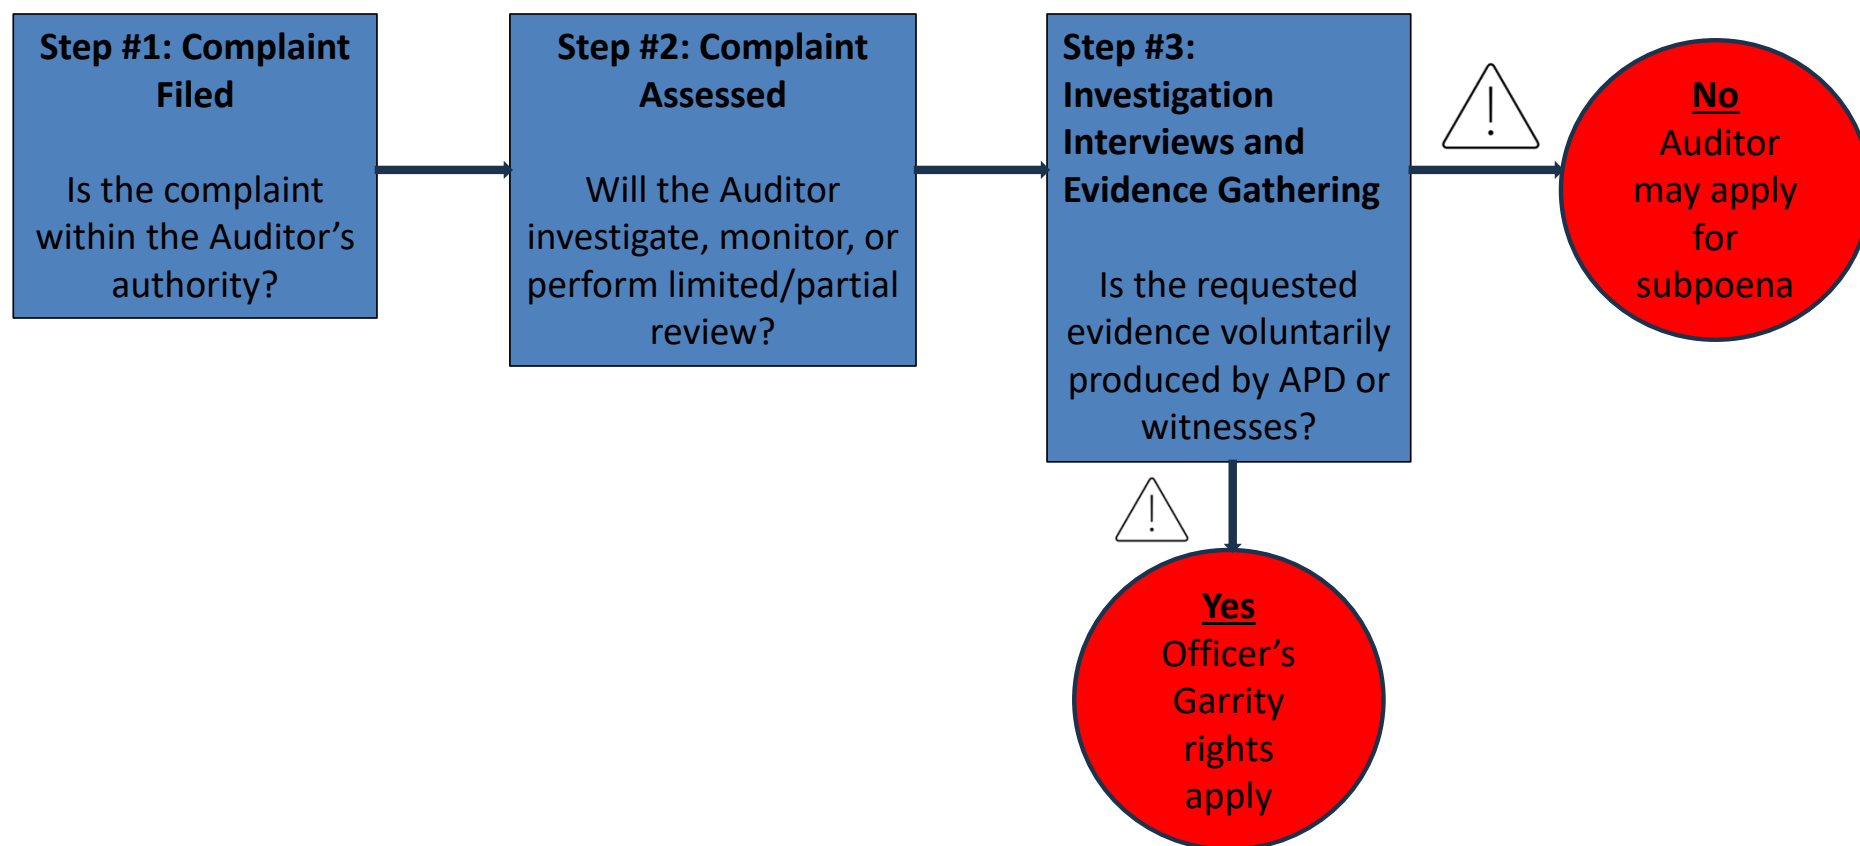 Step #1: Complaint
Filed
Is the complaint
within the Auditor’s
authority?
Step #2: Complaint
Assessed
Will the Auditor
investigate, monitor, or
perform limited/partial
review?
Step #3:
Investigation
Interviews and
Evidence Gathering
Is the requested
evidence voluntarily
produced by APD or
witnesses?
No
Auditor
may apply
for
subpoena
Yes
Officer’s
Garrity
rights
apply